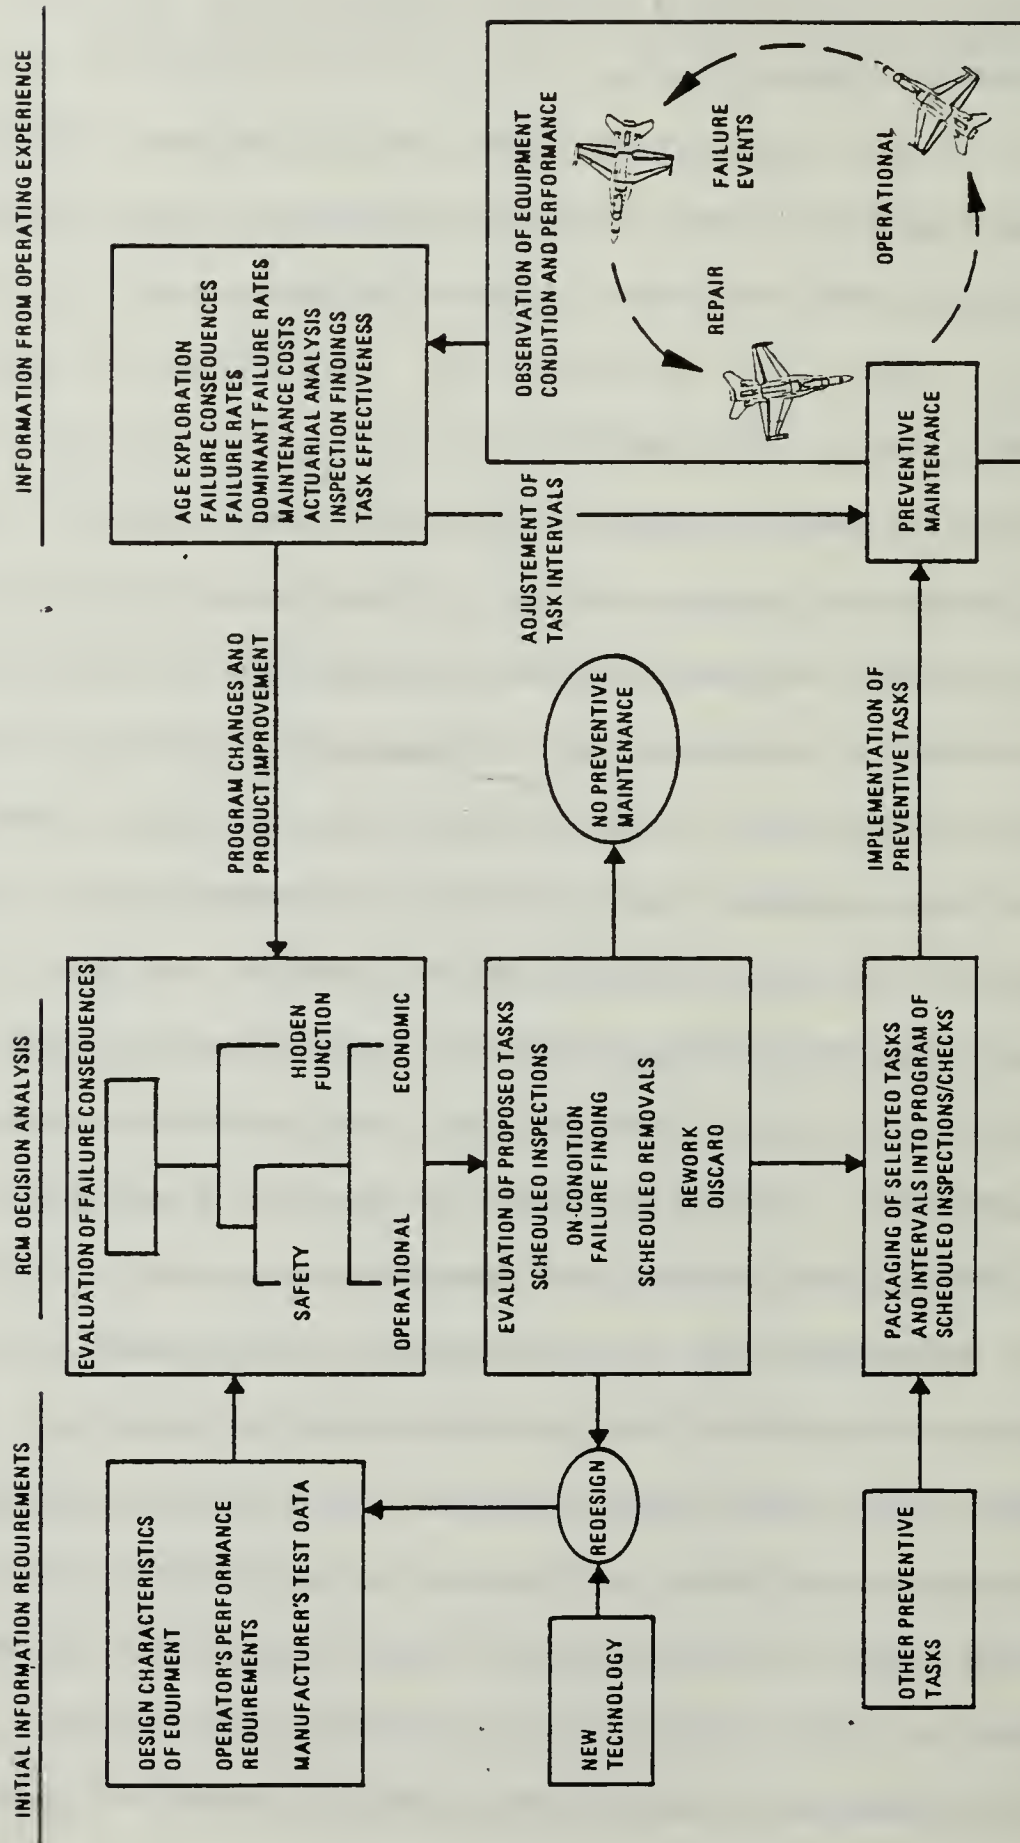 INITIAL INFORMATION REQUIREMENTS
RCM DECISION ANALYSIS
INFORMATION FROM OPERATING EXPERIENCE
DESIGN CHARACTERISTICS
OF EQUIPMENT
OPERATOR'S PERFORMANCE
REQUIREMENTS
MANUFACTURER'S TEST DATA
EVALUATION OF FAILURE CONSEQUENCES
SAFETY
HIDDEN
FUNCTION
OPERATIONAL
ECONOMIC
PROGRAM CHANGES AND
PRODUCT IMPROVEMENT
AGE EXPLORATION
FAILURE CONSEQUENCES
FAILURE RATES
DOMINANT FAILURE RATES
MAINTENANCE COSTS
ACTUARIAL ANALYSIS
INSPECTION FINDINGS
TASK EFFECTIVENESS
NEW
TECHNOLOGY
REDESIGN
EVALUATION OF PROPOSED TASKS
SCHEDULED INSPECTIONS
ON-CONDITION
FAILURE FINDING
SCHEDULED REMOVALS
REWORK
DISCARD
NO PREVENTIVE
MAINTENANCE
ADJUSTEMENT OF
TASK INTERVALS
OBSERVATION OF EQUIPMENT
CONDITION AND PERFORMANCE
REPAIR
FAILURE
EVENTS
OPERATIONAL
OTHER PREVENTIVE
TASKS
PACKAGING OF SELECTED TASKS
AND INTERVALS INTO PROGRAM OF
SCHEDULED INSPECTIONS/CHECKS
IMPLEMENTATION OF
PREVENTIVE TASKS
PREVENTIVE
MAINTENANCE